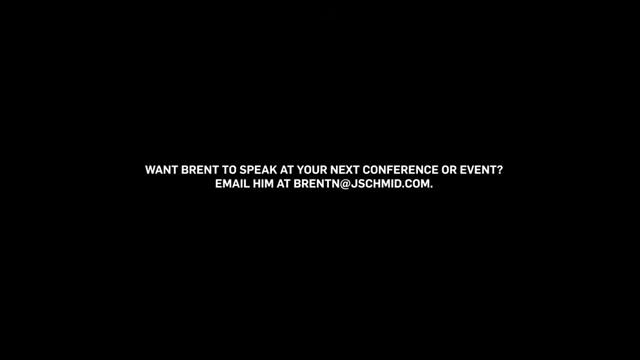 WANT BRENT TO SPEAK AT YOUR NEXT CONFERENCE OR EVENT?
EMAIL HIM AT BRENTN@JSCHMID.COM.